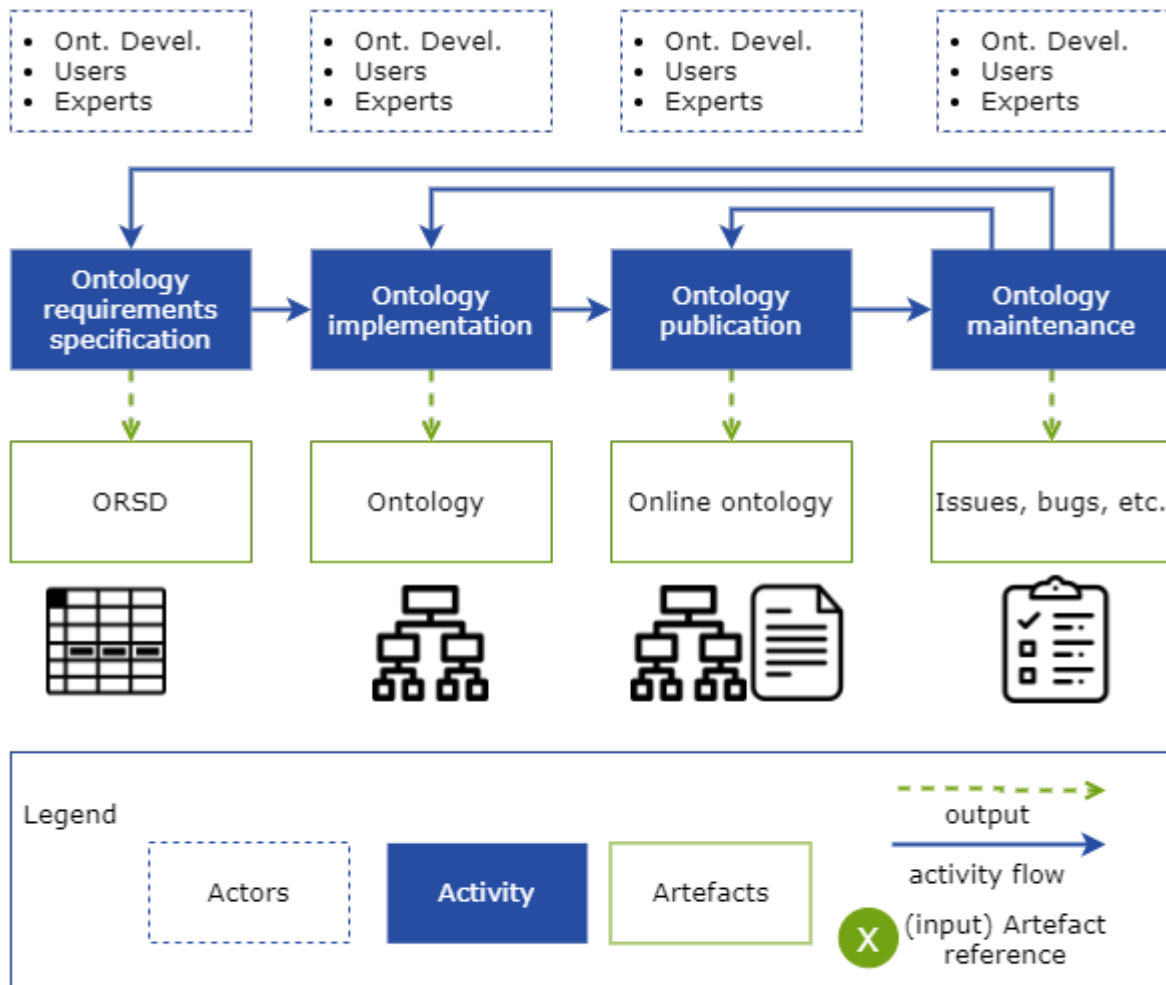 • Ont. Devel.
• Users
• Experts
• Ont. Devel.
• Users
• Experts
• Ont. Devel.
• Users
• Experts
• Ont. Devel.
• Users
• Experts
Ontology
requirements
specification
Ontology
implementation
Ontology
publication
Ontology
maintenance
ORSD
Ontology
Online ontology
Issues, bugs, etc.
Legend
Actors
Activity
Artefacts
output
activity flow
X
(input) Artefact
reference